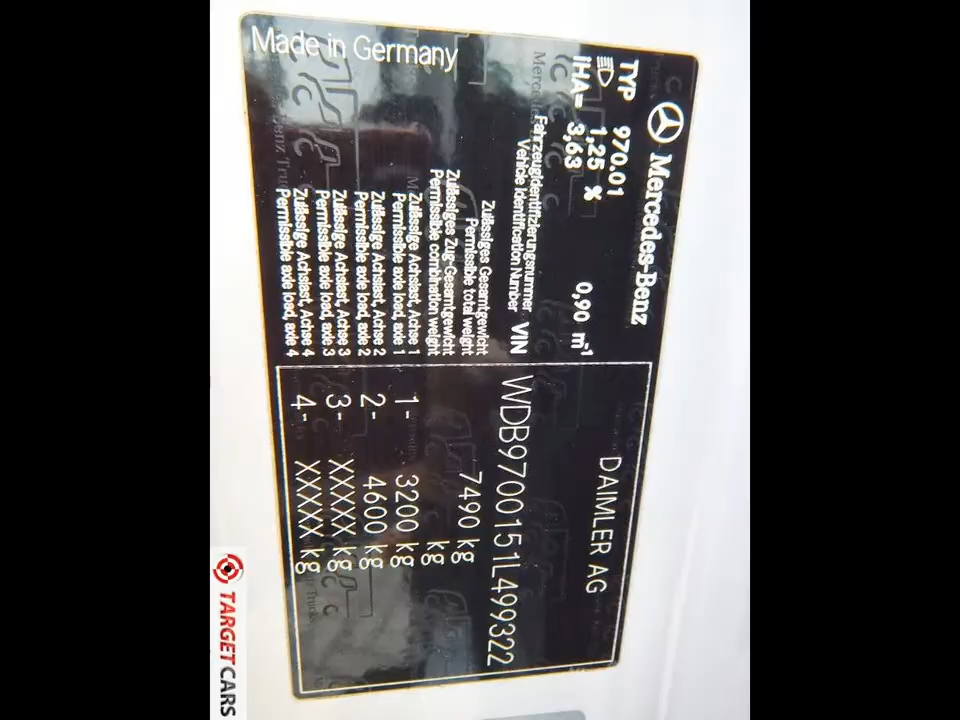 Mercedes-Benz
DAIMLER AG
TYP 970.01
1,25 % 0,90 m⁻¹
IHA= 3,63
Fahrzeugidentifizierungsnummer
Vehicle Identification Number VIN WDB9700151L499322
Zulässiges Gesamtgewicht
Permissible total weight 7490 kg
Zulässiges Zug-Gesamtgewicht
Permissible combination weight kg
Zulässige Achslast, Achse 1
Permissible axle load, axle 1 1- 3200 kg
Zulässige Achslast, Achse 2
Permissible axle load, axle 2 2- 4600 kg
Zulässige Achslast, Achse 3
Permissible axle load, axle 3 3- XXXXX kg
Zulässige Achslast, Achse 4
Permissible axle load, axle 4 4- XXXXX kg
Made in Germany
TARGETCARS